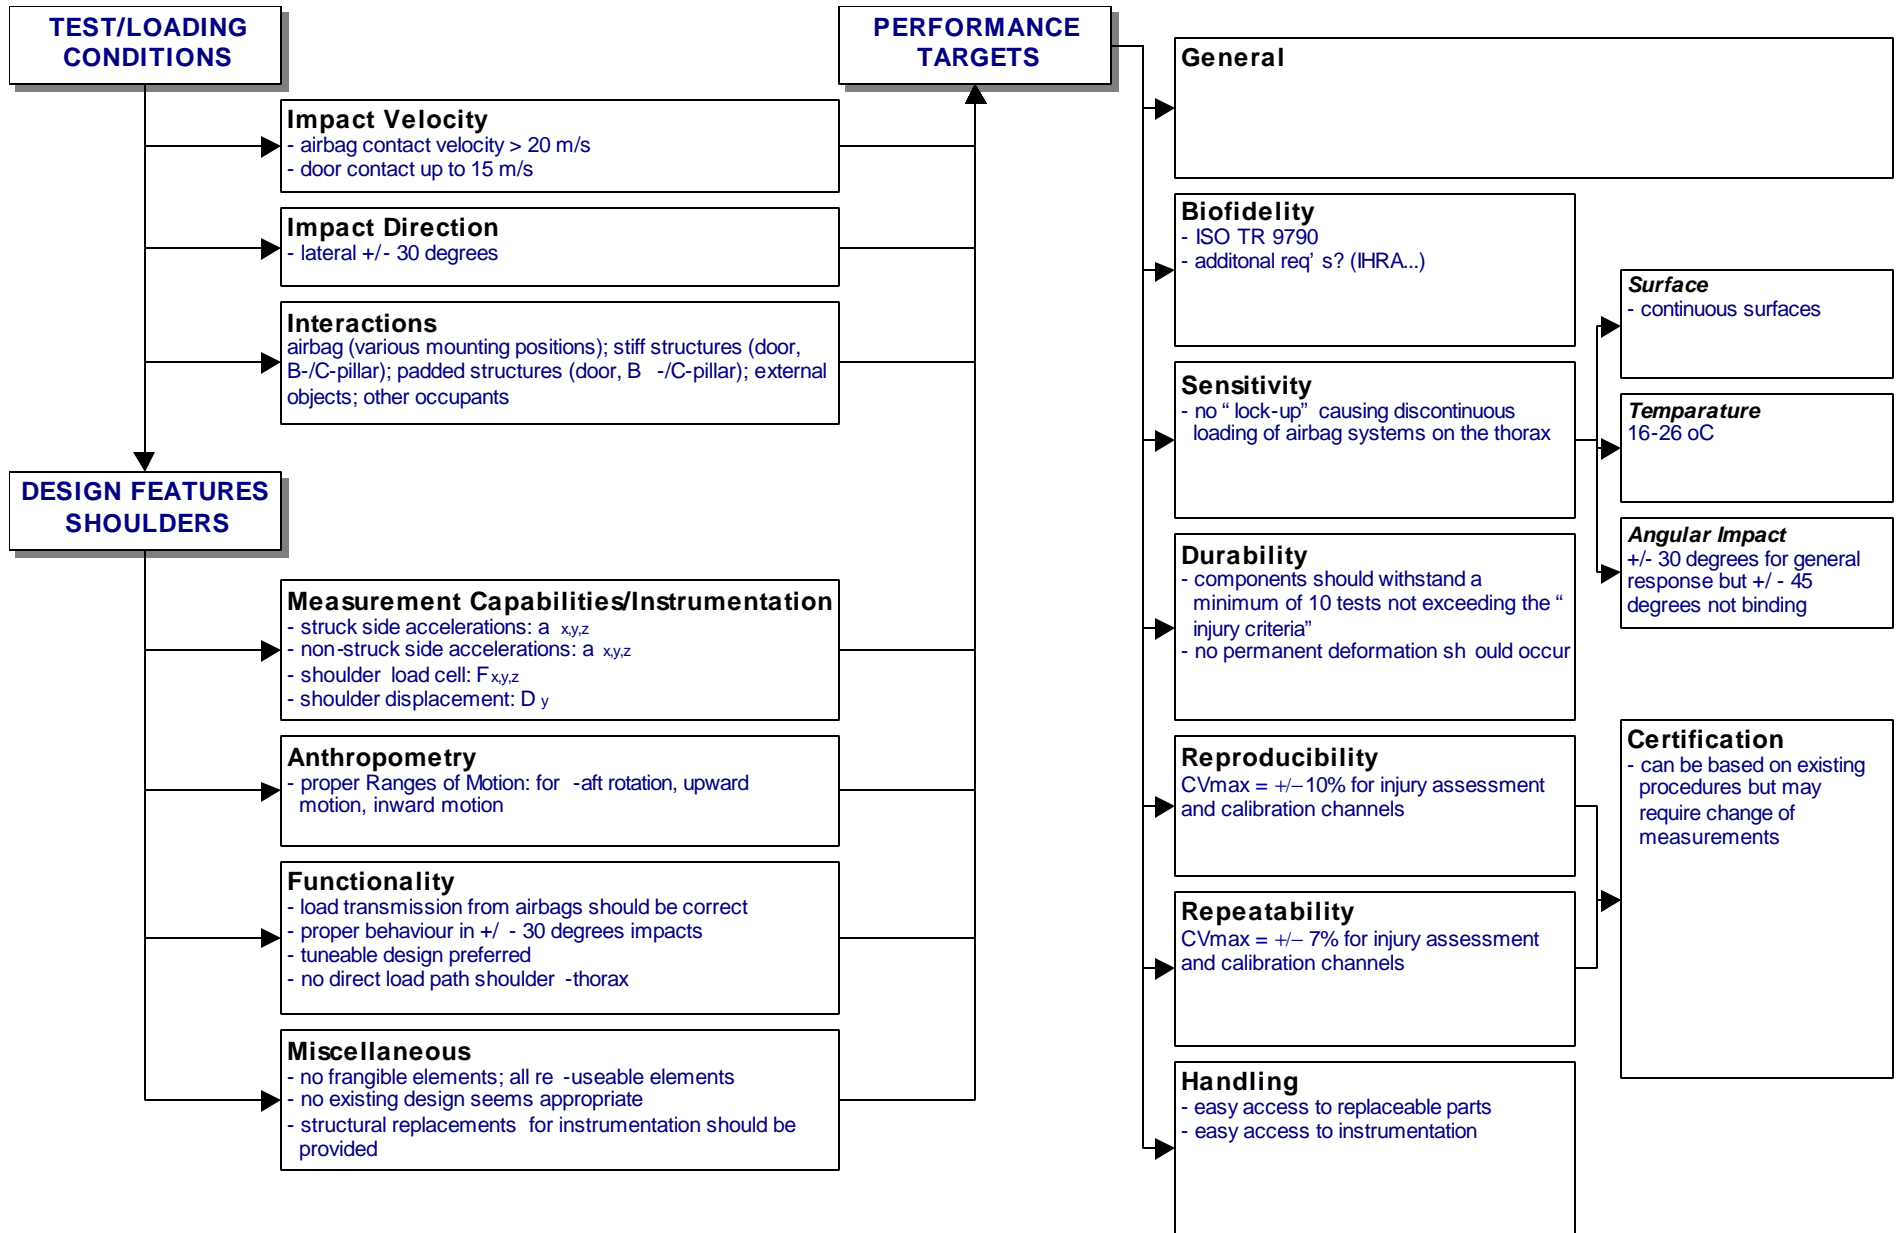 TEST/LOADING
CONDITIONS
Impact Velocity
- airbag contact velocity > 20 m/s
- door contact up to 15 m/s
Impact Direction
- lateral +/- 30 degrees
Interactions
airbag (various mounting positions); stiff structures (door,
B-/C-pillar); padded structures (door, B -/C-pillar); external
objects; other occupants
DESIGN FEATURES
SHOULDERS
Measurement Capabilities/Instrumentation
- struck side accelerations: a x,y,z
- non-struck side accelerations: a x,y,z
- shoulder load cell: F x,y,z
- shoulder displacement: D y
Anthropometry
- proper Ranges of Motion: for -aft rotation, upward
motion, inward motion
Functionality
- load transmission from airbags should be correct
- proper behaviour in +/ - 30 degrees impacts
- tuneable design preferred
- no direct load path shoulder -thorax
Miscellaneous
- no frangible elements; all re -useable elements
- no existing design seems appropriate
- structural replacements for instrumentation should be
provided
PERFORMANCE
TARGETS
General
Biofidelity
- ISO TR 9790
- additonal req' s? (IHRA...)
Sensitivity
- no “ lock-up” causing discontinuous
loading of airbag systems on the thorax
Surface
- continuous surfaces
Temparature
16-26 oC
Angular Impact
+/- 30 degrees for general
response but +/ - 45
degrees not binding
Durability
- components should withstand a
minimum of 10 tests not exceeding the “
injury criteria”
- no permanent deformation sh ould occur
Reproducibility
CVmax = +/−10% for injury assessment
and calibration channels
Repeatability
CVmax = +/− 7% for injury assessment
and calibration channels
Certification
- can be based on existing
procedures but may
require change of
measurements
Handling
- easy access to replaceable parts
- easy access to instrumentation